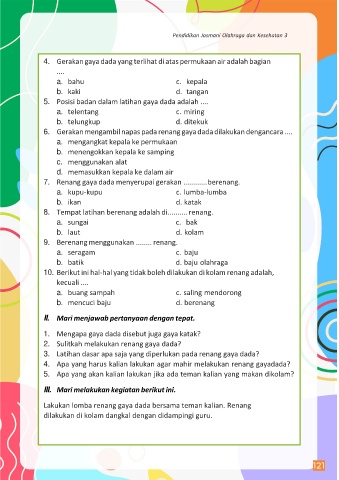 Pendidikan Jasmani Olahraga dan Kesehatan 3
4. Gerakan gaya dada yang terlihat di atas permukaan air adalah bagian
....
a. bahu c. kepala
b. kaki d. tangan
5. Posisi badan dalam latihan gaya dada adalah ....
a. telentang c. miring
b. telungkup d. ditekuk
6. Gerakan mengambil napas pada renang gaya dada dilakukan dengancara ....
a. mengangkat kepala ke permukaan
b. menengokkan kepala ke samping
c. menggunakan alat
d. memasukkan kepala ke dalam air
7. Renang gaya dada menyerupai gerakan ............ berenang.
a. kupu-kupu c. lumba-lumba
b. ikan d. katak
8. Tempat latihan berenang adalah di.......... renang.
a. sungai c. bak
b. laut d. kolam
9. Berenang menggunakan ........ renang.
a. seragam c. baju
b. batik d. baju olahraga
10. Berikut ini hal-hal yang tidak boleh dilakukan di kolam renang adalah,
kecuali ....
a. buang sampah c. saling mendorong
b. mencuci baju d. berenang
II. Mari menjawab pertanyaan dengan tepat.
1. Mengapa gaya dada disebut juga gaya katak?
2. Sulitkah melakukan renang gaya dada?
3. Latihan dasar apa saja yang diperlukan pada renang gaya dada?
4. Apa yang harus kalian lakukan agar mahir melakukan renang gayadada?
5. Apa yang akan kalian lakukan jika ada teman kalian yang makan dikolam?
III. Mari melakukan kegiatan berikut ini.
Lakukan lomba renang gaya dada bersama teman kalian. Renang
dilakukan di kolam dangkal dengan didampingi guru.
121